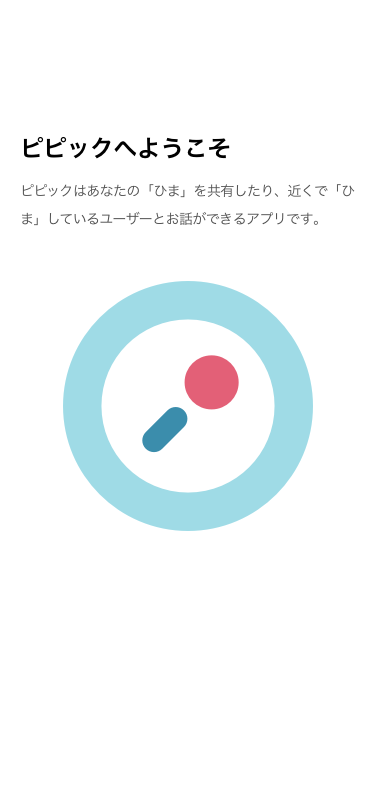 ピピックへようこそ
ピピックはあなたの「ひま」を共有したり、近くで「ひ
ま」しているユーザーとお話ができるアプリです。